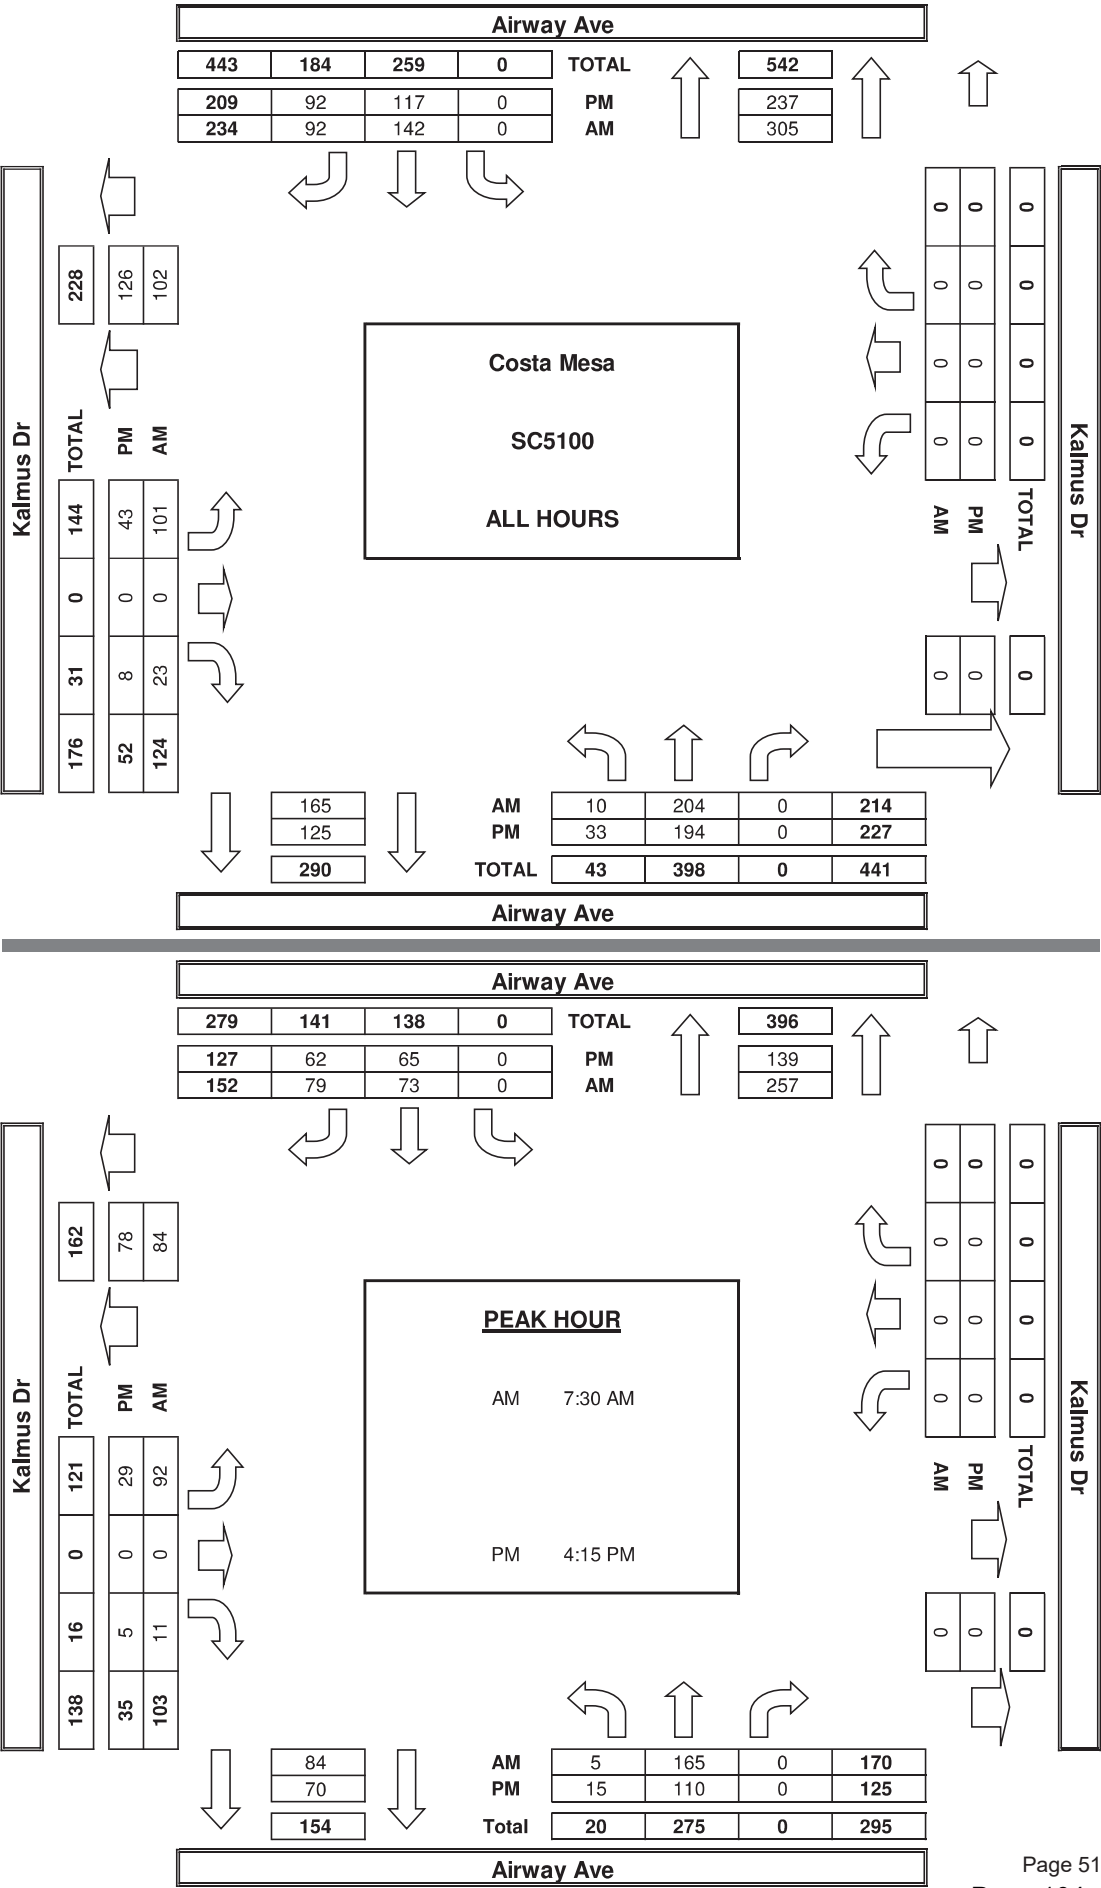 Airway Ave
443 184 259 0 TOTAL 542
209 92 117 0 PM 237
234 92 142 0 AM 305
Kalmus Dr
228 126 102
TOTAL PM AM
144 43 101
0 0 0
31 8 23
176 52 124
Costa Mesa
SC5100
ALL HOURS
0 0 0
0 0 0
0 0 0
0 0 0
AM PM TOTAL
0 0 0
Kalmus Dr
165 AM 10 204 0 214
125 PM 33 194 0 227
290 TOTAL 43 398 0 441
Airway Ave
Airway Ave
279 141 138 0 TOTAL 396
127 62 65 0 PM 139
152 79 73 0 AM 257
Kalmus Dr
162 78 84
TOTAL PM AM
121 29 92
0 0 0
16 5 11
138 35 103
PEAK HOUR
AM 7:30 AM
PM 4:15 PM
0 0 0
0 0 0
0 0 0
0 0 0
AM PM TOTAL
0 0 0
Kalmus Dr
84 AM 5 165 0 170
70 PM 15 110 0 125
154 Total 20 275 0 295
Airway Ave
Page 51